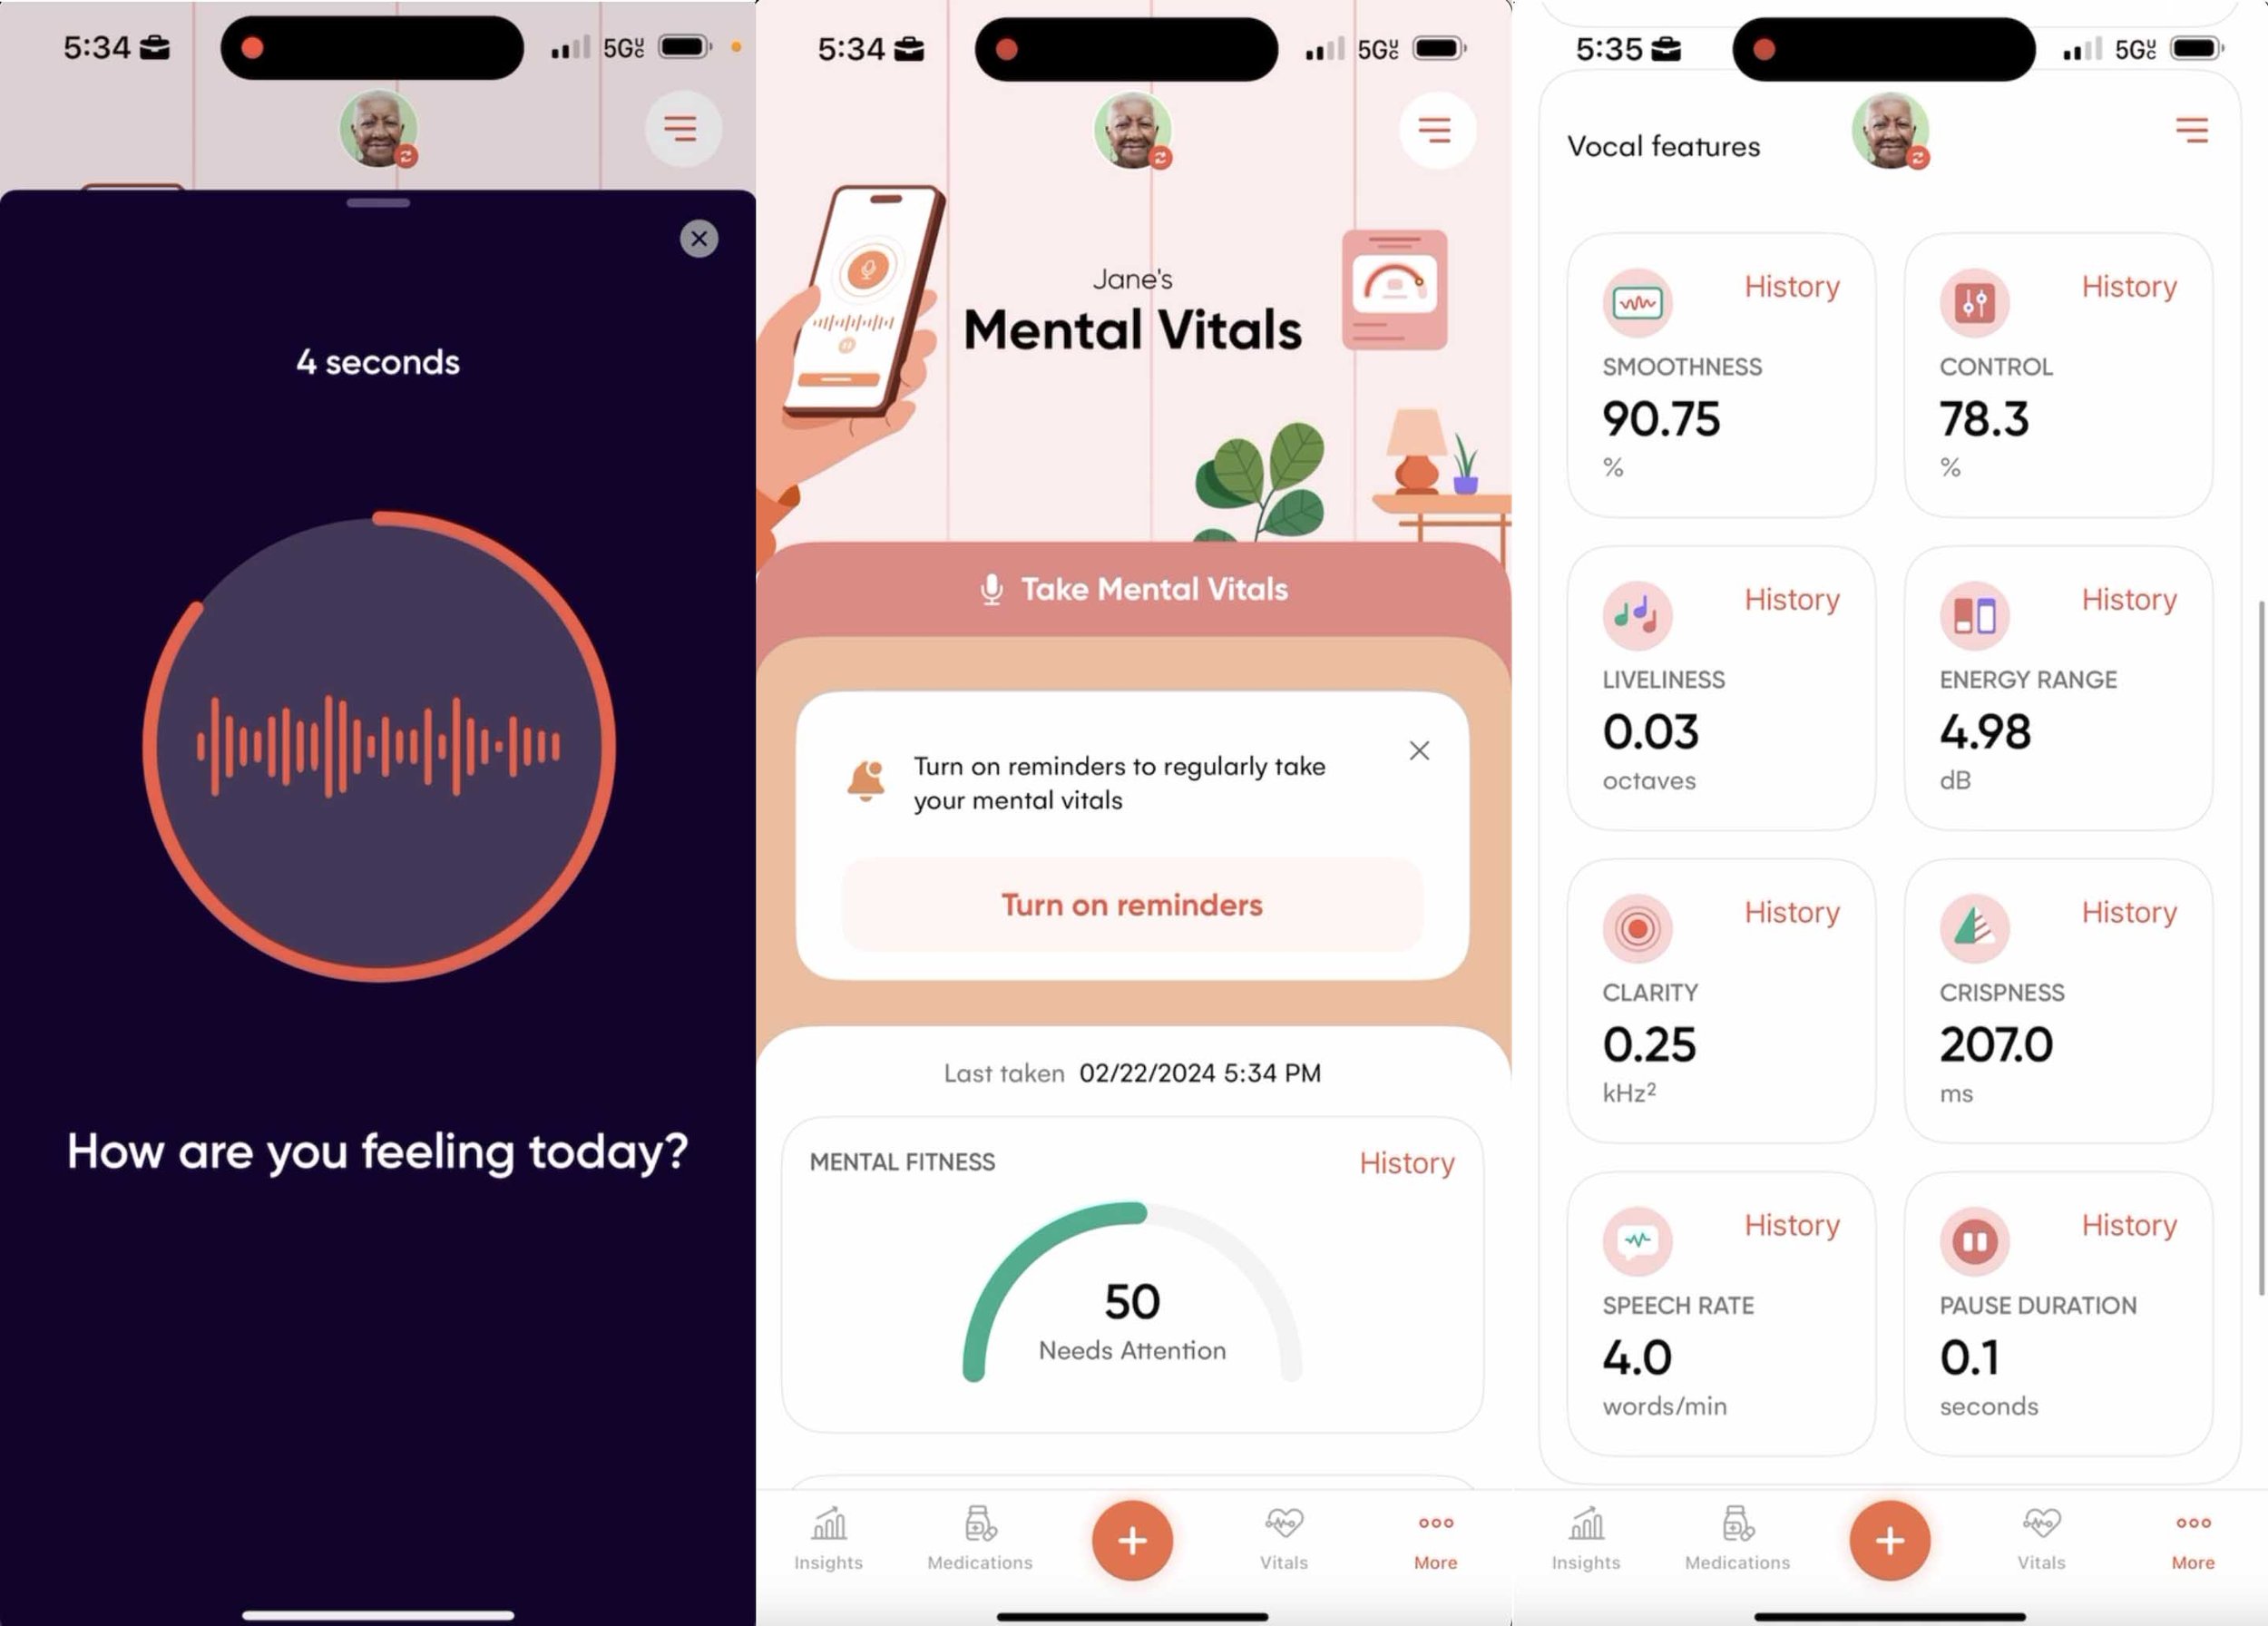 5:34
5Gᵁc
4 seconds
How are you feeling today?
5:34
5Gᵁc
Jane's
Mental Vitals
Take Mental Vitals
Turn on reminders to regularly take
your mental vitals
Turn on reminders
Last taken 02/22/2024 5:34 PM
MENTAL FITNESS
History
50
Needs Attention
Insights
Medications
Vitals
More
5:35
5Gᵁc
Vocal features
History
SMOOTHNESS
90.75
%
History
CONTROL
78.3
%
History
LIVELINESS
0.03
octaves
History
ENERGY RANGE
4.98
dB
History
CLARITY
0.25
kHz²
History
CRISPNESS
207.0
ms
History
SPEECH RATE
4.0
words/min
History
PAUSE DURATION
0.1
seconds
Insights
Medications
Vitals
More